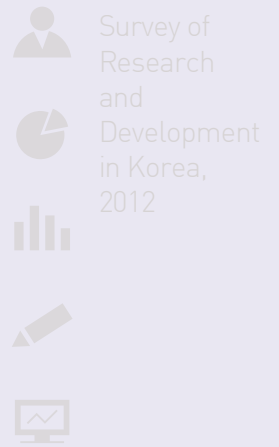 Survey of
Research
and
Development
in Korea,
2012